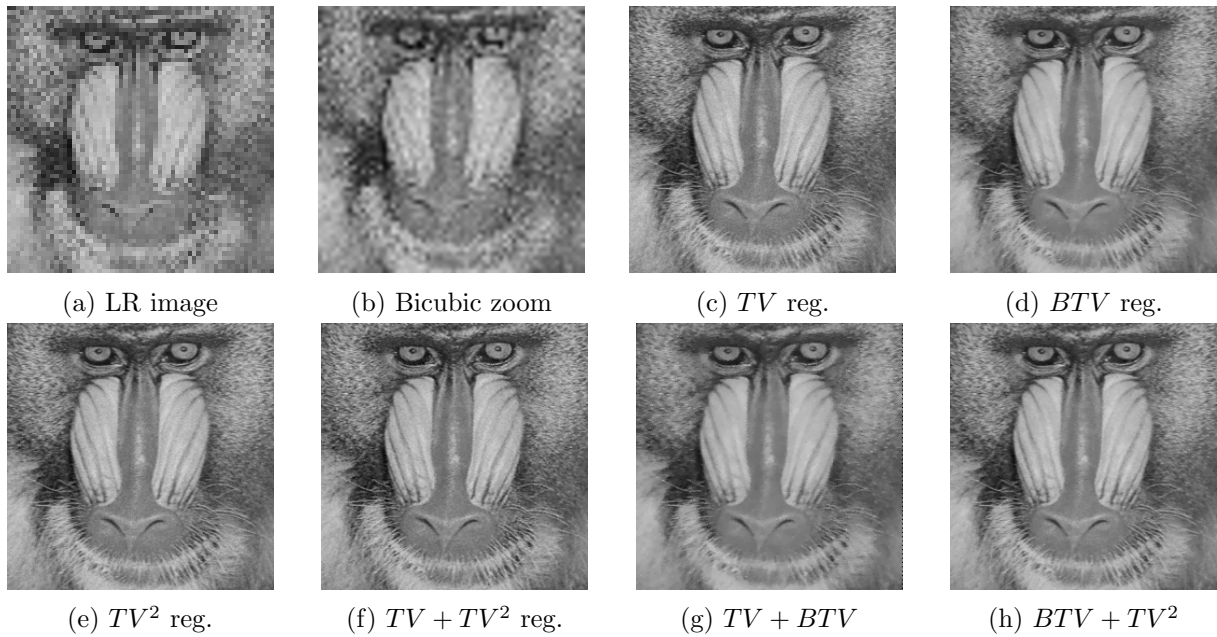 (a) LR image
(b) Bicubic zoom
(c) TV reg.
(d) BTV reg.
(e) TV² reg.
(f) TV + TV² reg.
(g) TV + BTV
(h) BTV + TV²